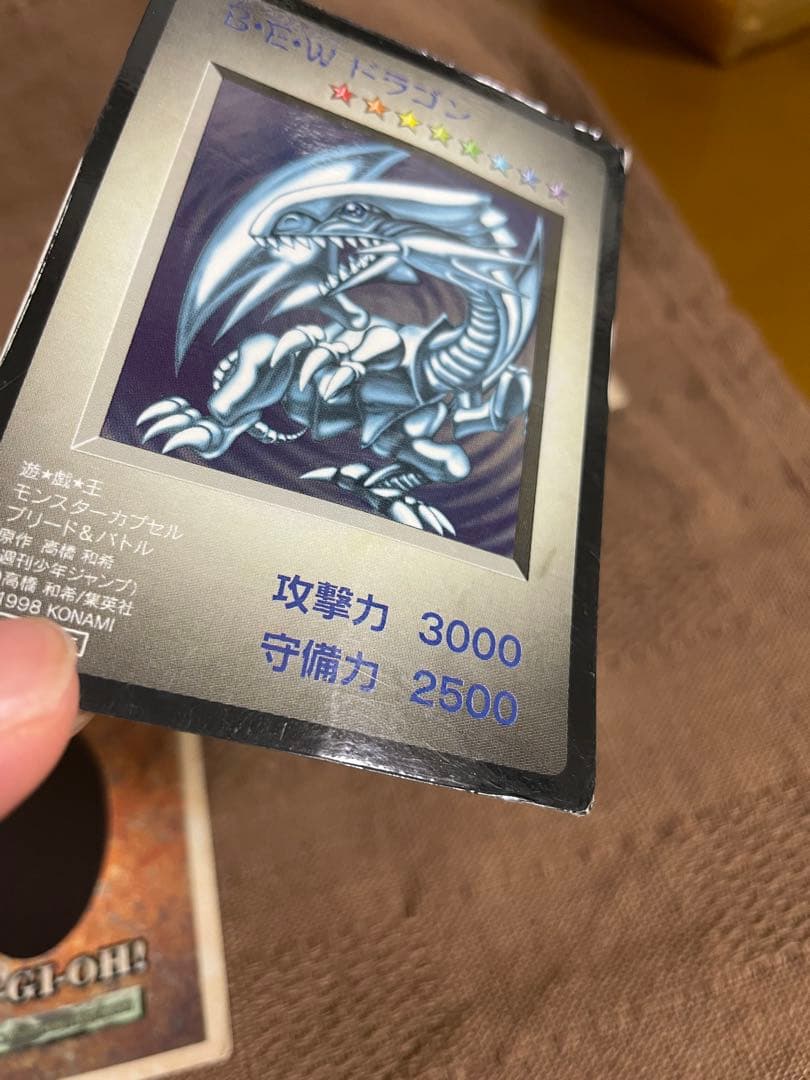 B・E・W ドラゴン
遊★戯★王
モンスターカプセル
ブリード&バトル
原作 高橋 和希
週刊少年ジャンプ)
高橋 和希/集英社
1998 KONAMI
攻撃力 3000
守備力 2500
-GI-OH!